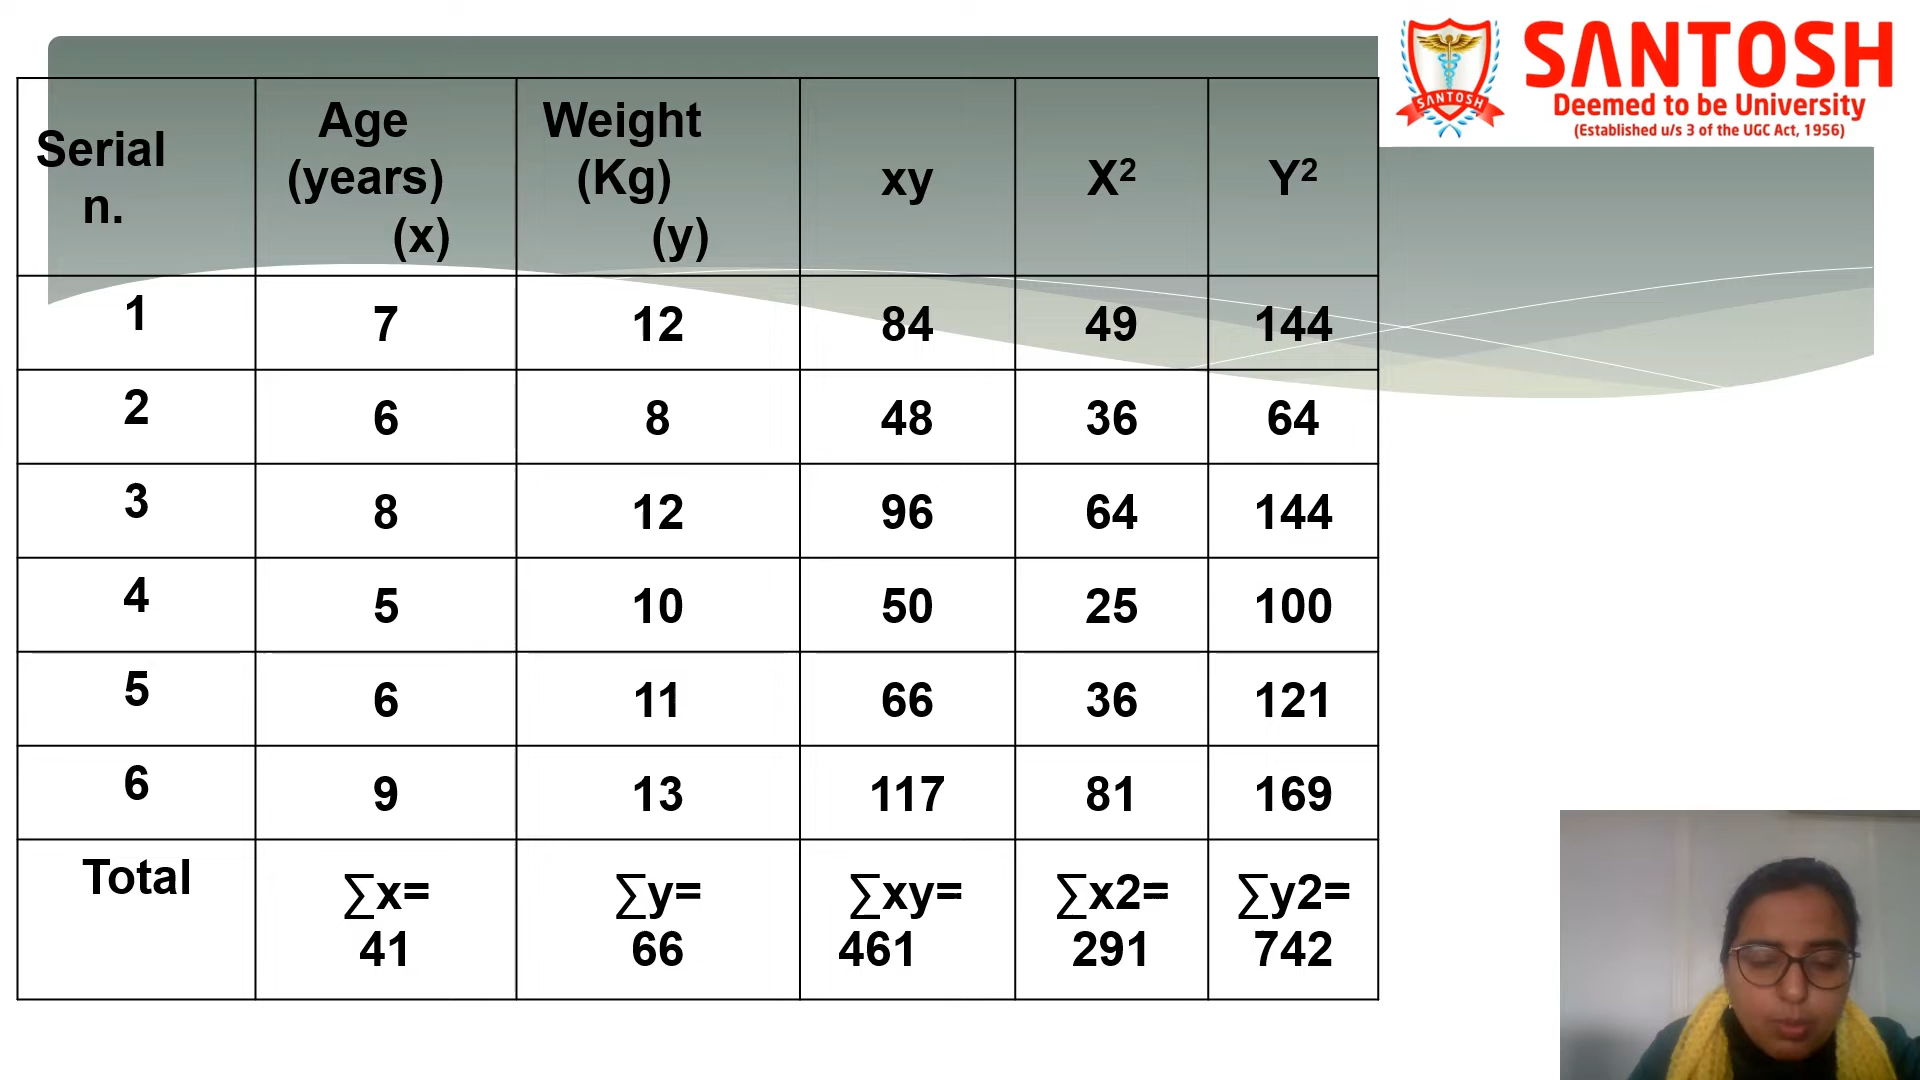 SANTOSH
Deemed to be University
(Established u/s 3 of the UGC Act, 1956)
SANTOSH
Serial n. Age (years) (x) Weight (Kg) (y) xy X² Y²
1 7 12 84 49 144
2 6 8 48 36 64
3 8 12 96 64 144
4 5 10 50 25 100
5 6 11 66 36 121
6 9 13 117 81 169
Total ∑x= 41 ∑y= 66 ∑xy= 461 ∑x2= 291 ∑y2= 742